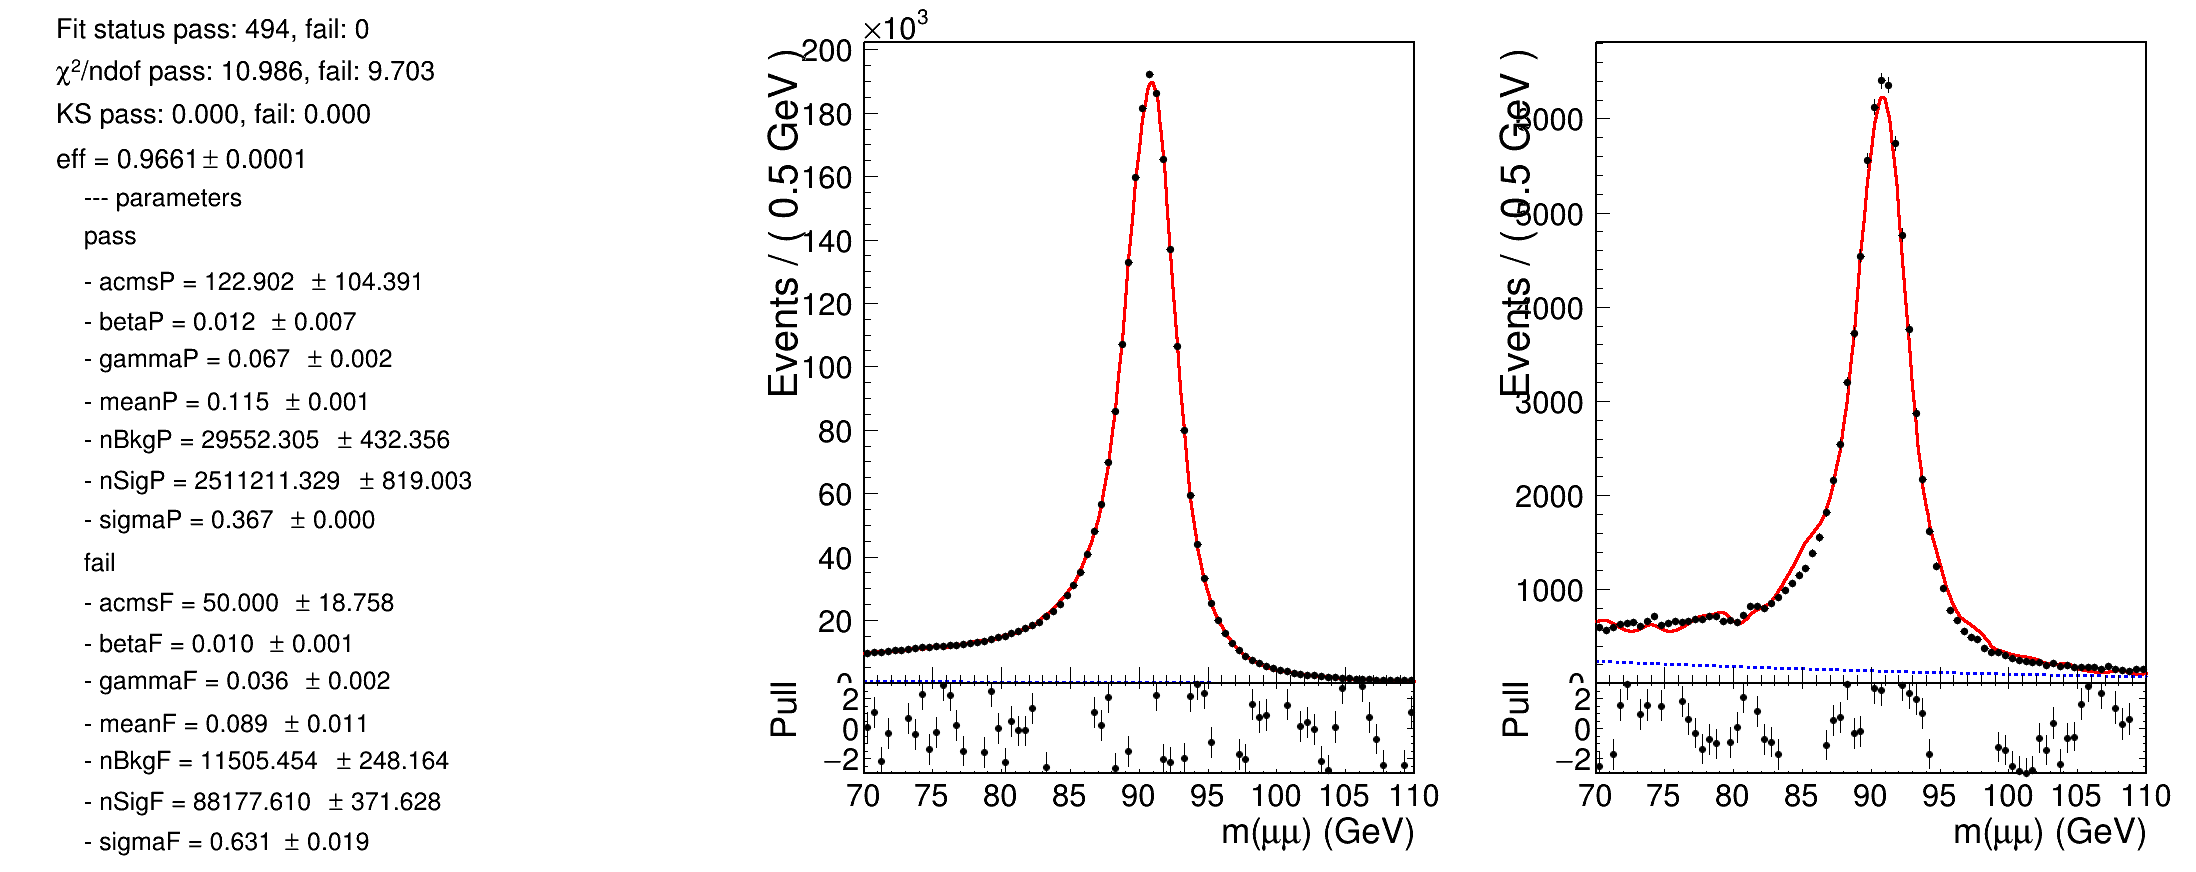 Fit status pass: 494, fail: 0
χ²/ndof pass: 10.986, fail: 9.703
KS pass: 0.000, fail: 0.000
eff = 0.9661 ± 0.0001
--- parameters
pass
- acmsP = 122.902 ± 104.391
- betaP = 0.012 ± 0.007
- gammaP = 0.067 ± 0.002
- meanP = 0.115 ± 0.001
- nBkgP = 29552.305 ± 432.356
- nSigP = 2511211.329 ± 819.003
- sigmaP = 0.367 ± 0.000
fail
- acmsF = 50.000 ± 18.758
- betaF = 0.010 ± 0.001
- gammaF = 0.036 ± 0.002
- meanF = 0.089 ± 0.011
- nBkgF = 11505.454 ± 248.164
- nSigF = 88177.610 ± 371.628
- sigmaF = 0.631 ± 0.019
×10³
Events / ( 0.5 GeV )
200
180
160
140
120
100
80
60
40
20
0
Pull
2
0
−2
70 75 80 85 90 95 100 105 110
m(μμ) (GeV)
Events / ( 0.5 GeV )
6000
5000
4000
3000
2000
1000
0
Pull
2
0
−2
70 75 80 85 90 95 100 105 110
m(μμ) (GeV)